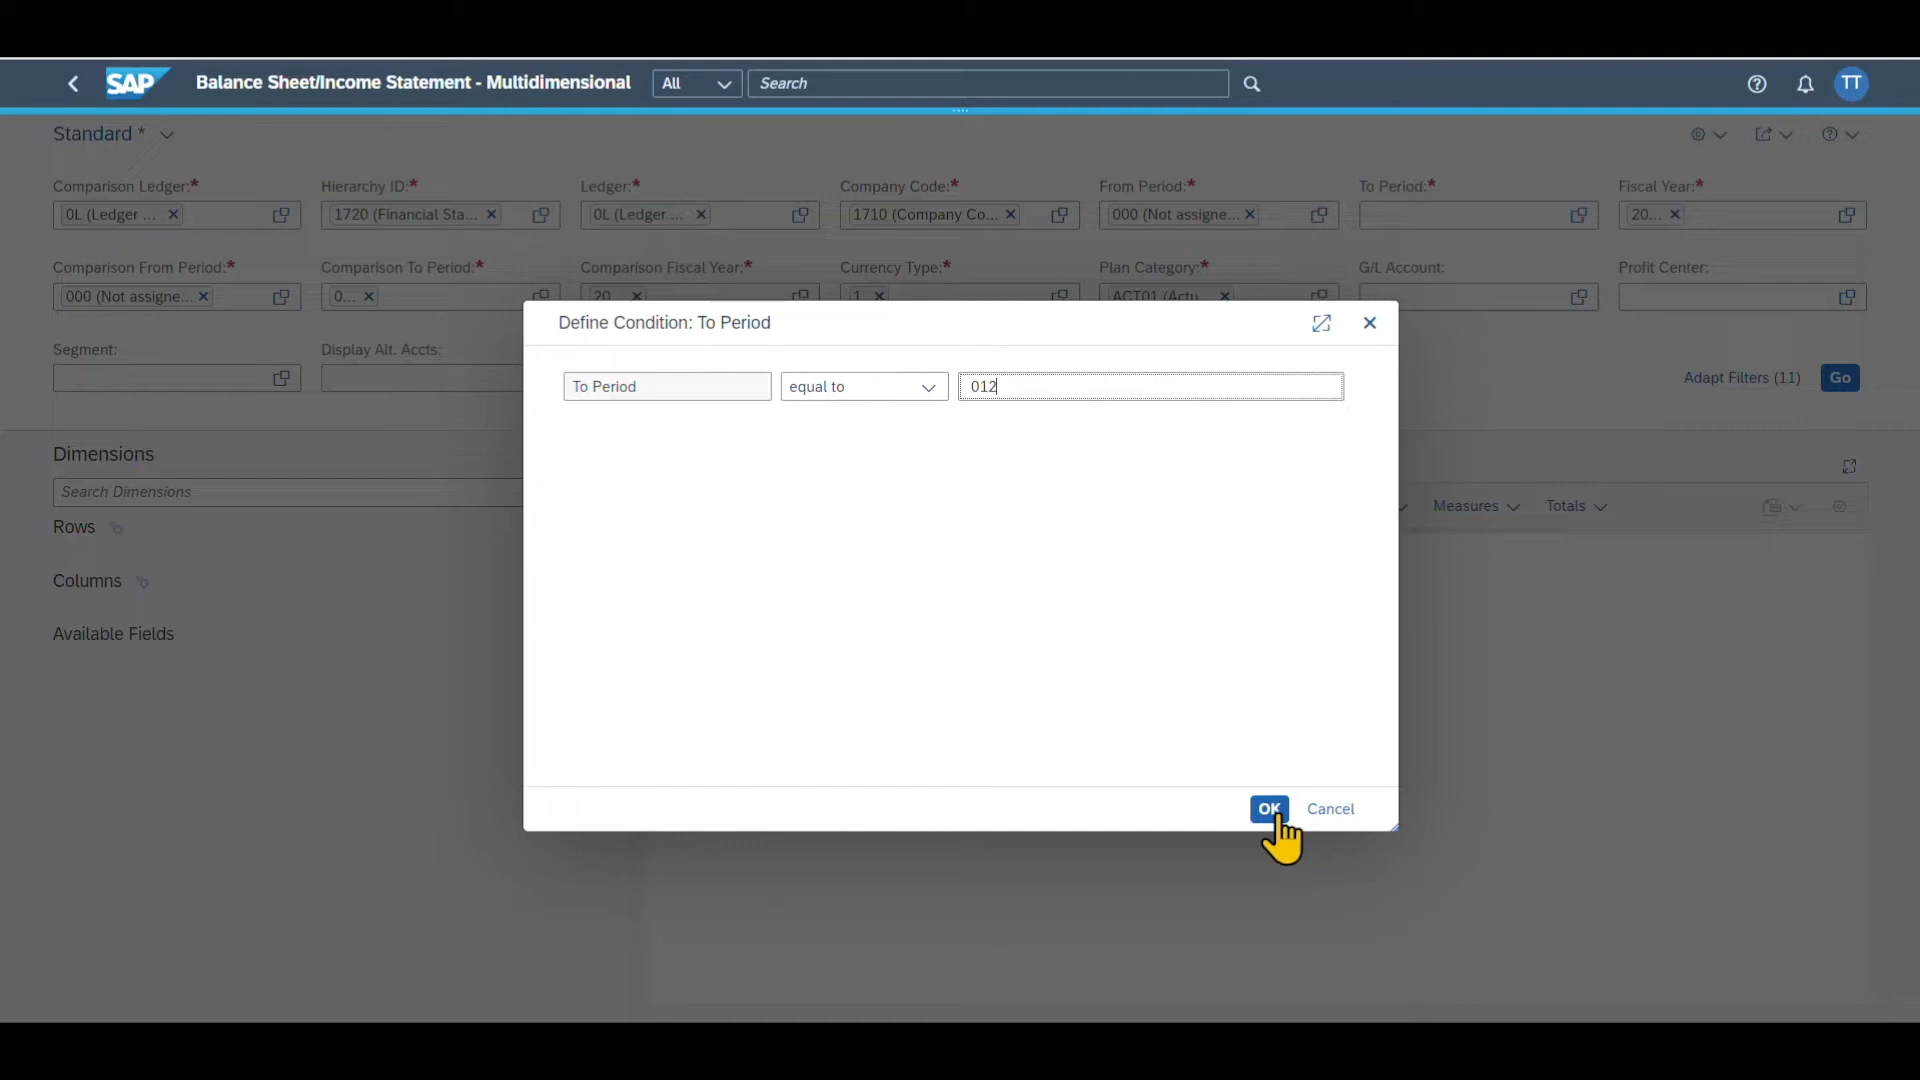 SAP Balance Sheet/Income Statement - Multidimensional All Search TT
Standard *
Comparison Ledger:* Hierarchy ID:* Ledger:* Company Code:* From Period:* To Period:* Fiscal Year:*
0L (Ledger ... 1720 (Financial Sta... 0L (Ledger ... 1710 (Company Co... 000 (Not assigne... 20...
Comparison From Period:* Comparison To Period:* Comparison Fiscal Year:* Currency Type:* Plan Category:* G/L Account: Profit Center:
000 (Not assigne... 0... 20... 1... ACT01 (Actu...
Define Condition: To Period
Segment: Display Alt. Accts:
To Period equal to 012
Adapt Filters (11) Go
Dimensions
Search Dimensions
Measures Totals
Rows
Columns
Available Fields
OK Cancel